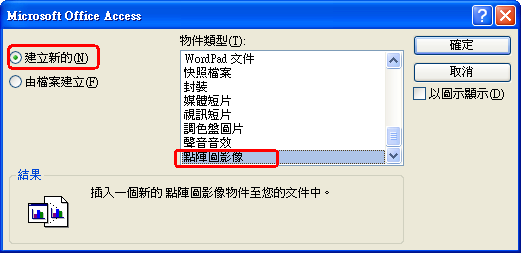 Microsoft Office Access
建立新的(N)
由檔案建立(F)
物件類型(T):
WordPad 文件
快照檔案
封裝
媒體短片
視訊短片
調色盤圖片
聲音音效
點陣圖影像
確定
取消
以圖示顯示(D)
結果
插入一個新的 點陣圖影像物件至您的文件中。